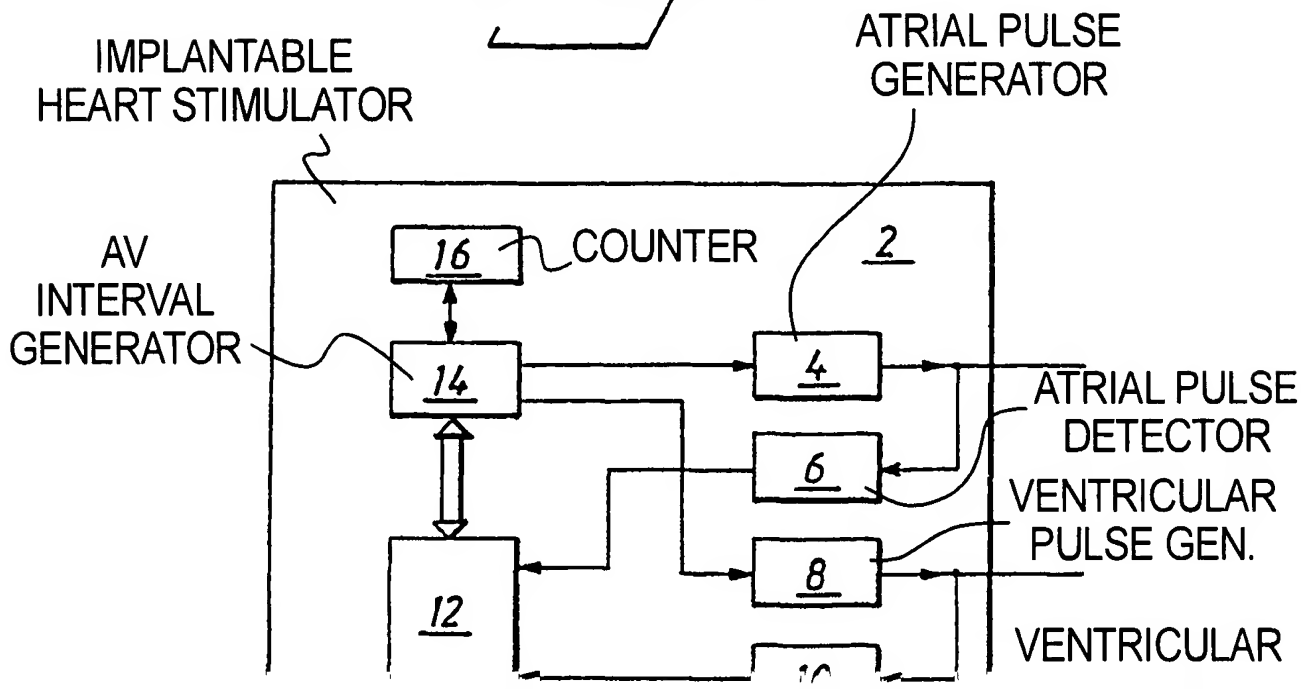 IMPLANTABLE
HEART STIMULATOR
ATRIAL PULSE
GENERATOR
2
16
COUNTER
AV
INTERVAL
GENERATOR
14
4
ATRIAL PULSE
DETECTOR
6
VENTRICULAR
PULSE GEN.
8
12
VENTRICULAR